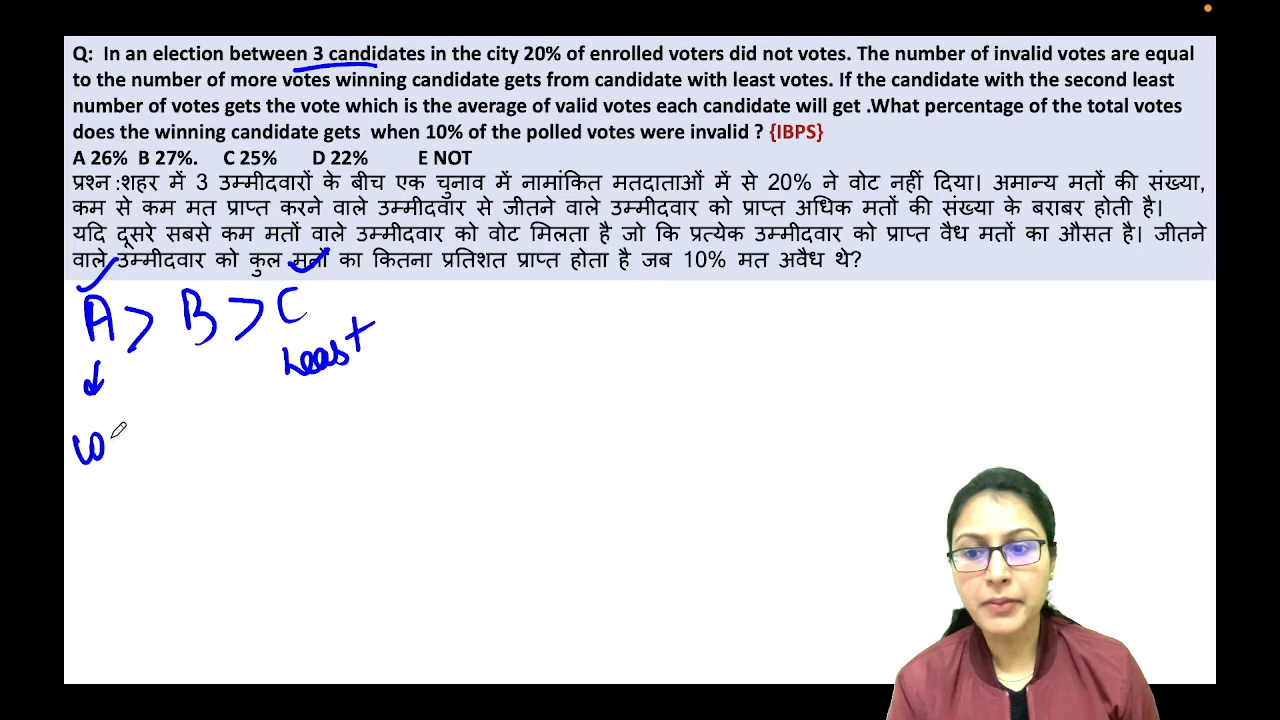 Q: In an election between 3 candidates in the city 20% of enrolled voters did not votes. The number of invalid votes are equal
to the number of more votes winning candidate gets from candidate with least votes. If the candidate with the second least
number of votes gets the vote which is the average of valid votes each candidate will get .What percentage of the total votes
does the winning candidate gets when 10% of the polled votes were invalid ? {IBPS}
A 26% B 27%. C 25% D 22% E NOT
प्रश्न :शहर में 3 उम्मीदवारों के बीच एक चुनाव में नामांकित मतदाताओं में से 20% ने वोट नहीं दिया। अमान्य मतों की संख्या,
कम से कम मत प्राप्त करने वाले उम्मीदवार से जीतने वाले उम्मीदवार को प्राप्त अधिक मतों की संख्या के बराबर होती है।
यदि दूसरे सबसे कम मतों वाले उम्मीदवार को वोट मिलता है जो कि प्रत्येक उम्मीदवार को प्राप्त वैध मतों का औसत है। जीतने
वाले उम्मीदवार को कुल मतों का कितना प्रतिशत प्राप्त होता है जब 10% मत अवैध थे?
A > B > C
Least